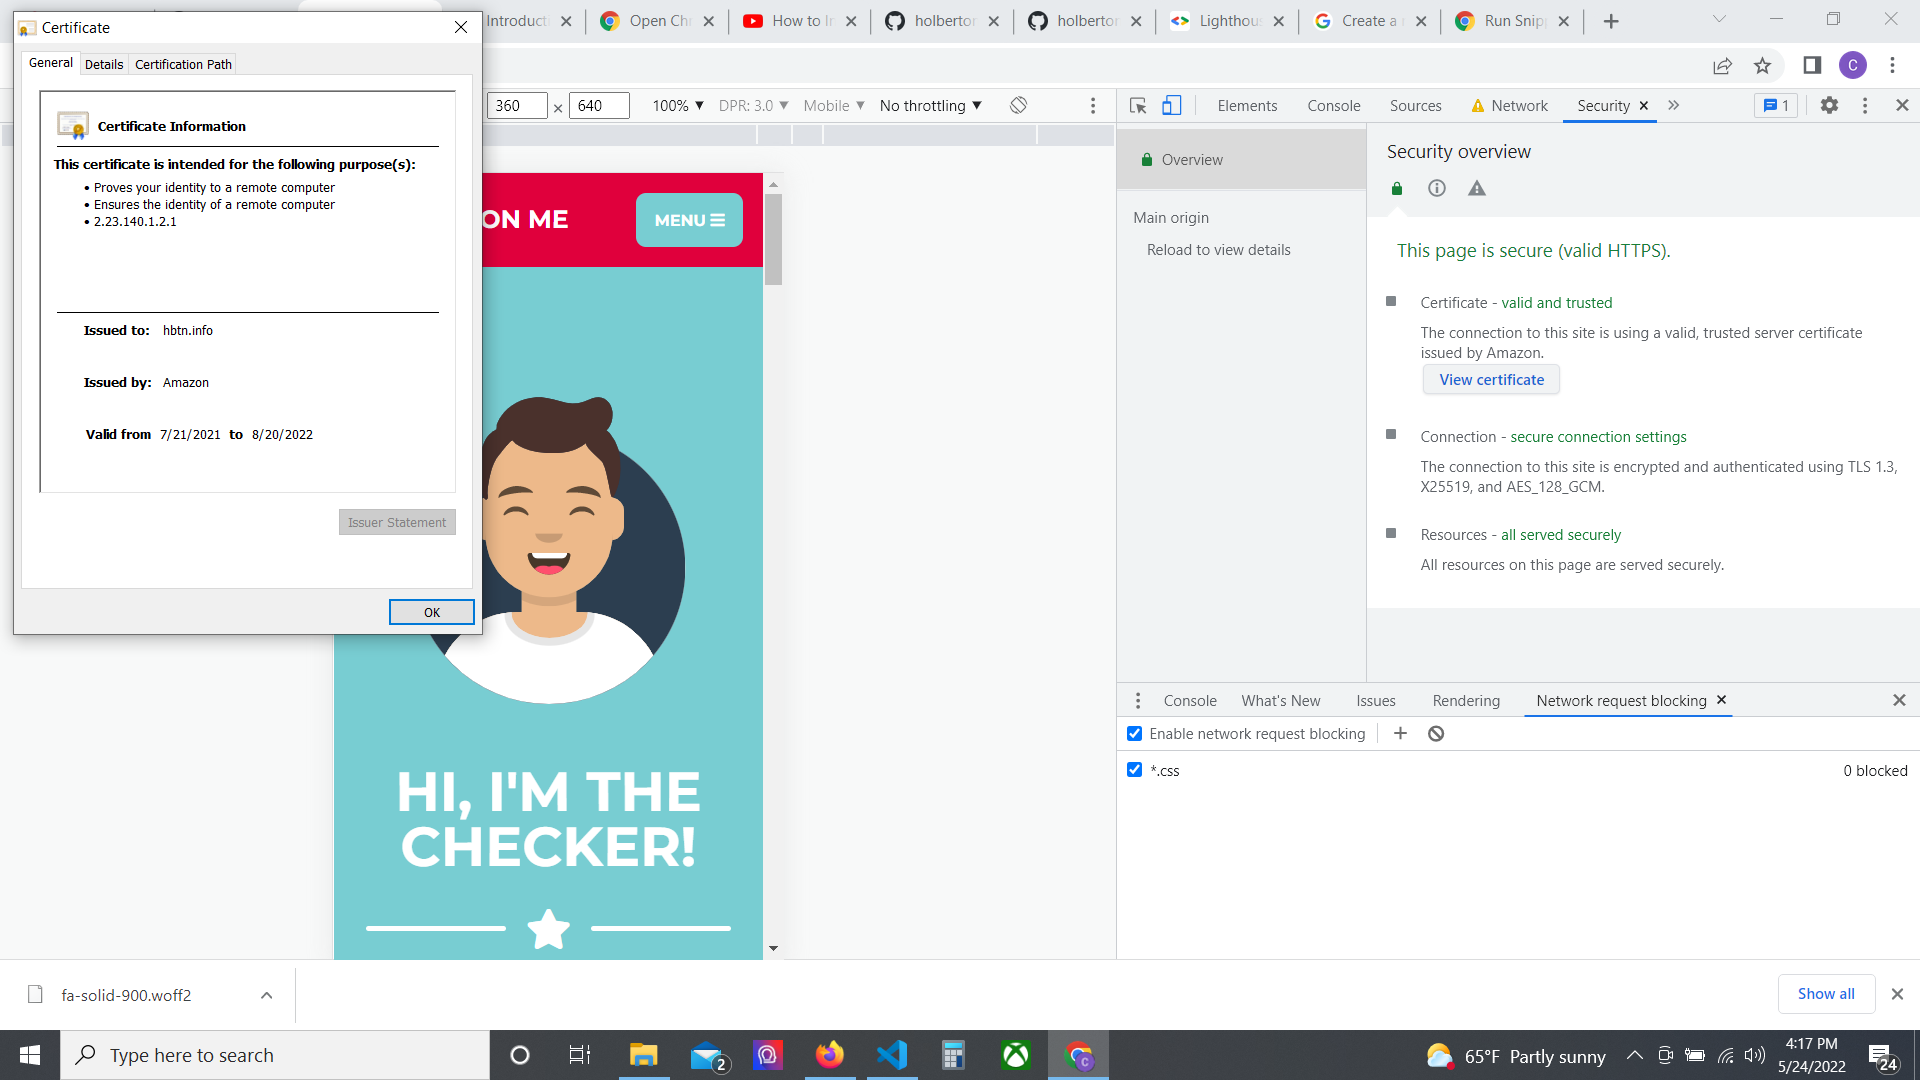 Certificate
General
Details
Certification Path
Certificate Information
This certificate is intended for the following purpose(s):
• Proves your identity to a remote computer
• Ensures the identity of a remote computer
• 2.23.140.1.2.1
Issued to: hbtn.info
Issued by: Amazon
Valid from 7/21/2021 to 8/20/2022
Issuer Statement
OK
Introduct
Open Chr
How to In
holberton
holberton
Lighthous
Create a
Run Snipp
C
360 × 640
100% ▼
DPR: 3.0 ▼
Mobile ▼
No throttling ▼
ON ME
MENU
HI, I'M THE
CHECKER!
Elements
Console
Sources
Network
Security
1
Overview
Main origin
Reload to view details
Security overview
This page is secure (valid HTTPS).
Certificate - valid and trusted
The connection to this site is using a valid, trusted server certificate
issued by Amazon.
View certificate
Connection - secure connection settings
The connection to this site is encrypted and authenticated using TLS 1.3,
X25519, and AES_128_GCM.
Resources - all served securely
All resources on this page are served securely.
Console
What's New
Issues
Rendering
Network request blocking
Enable network request blocking
*.css
0 blocked
fa-solid-900.woff2
Show all
Type here to search
2
65°F Partly sunny
4:17 PM
5/24/2022
24